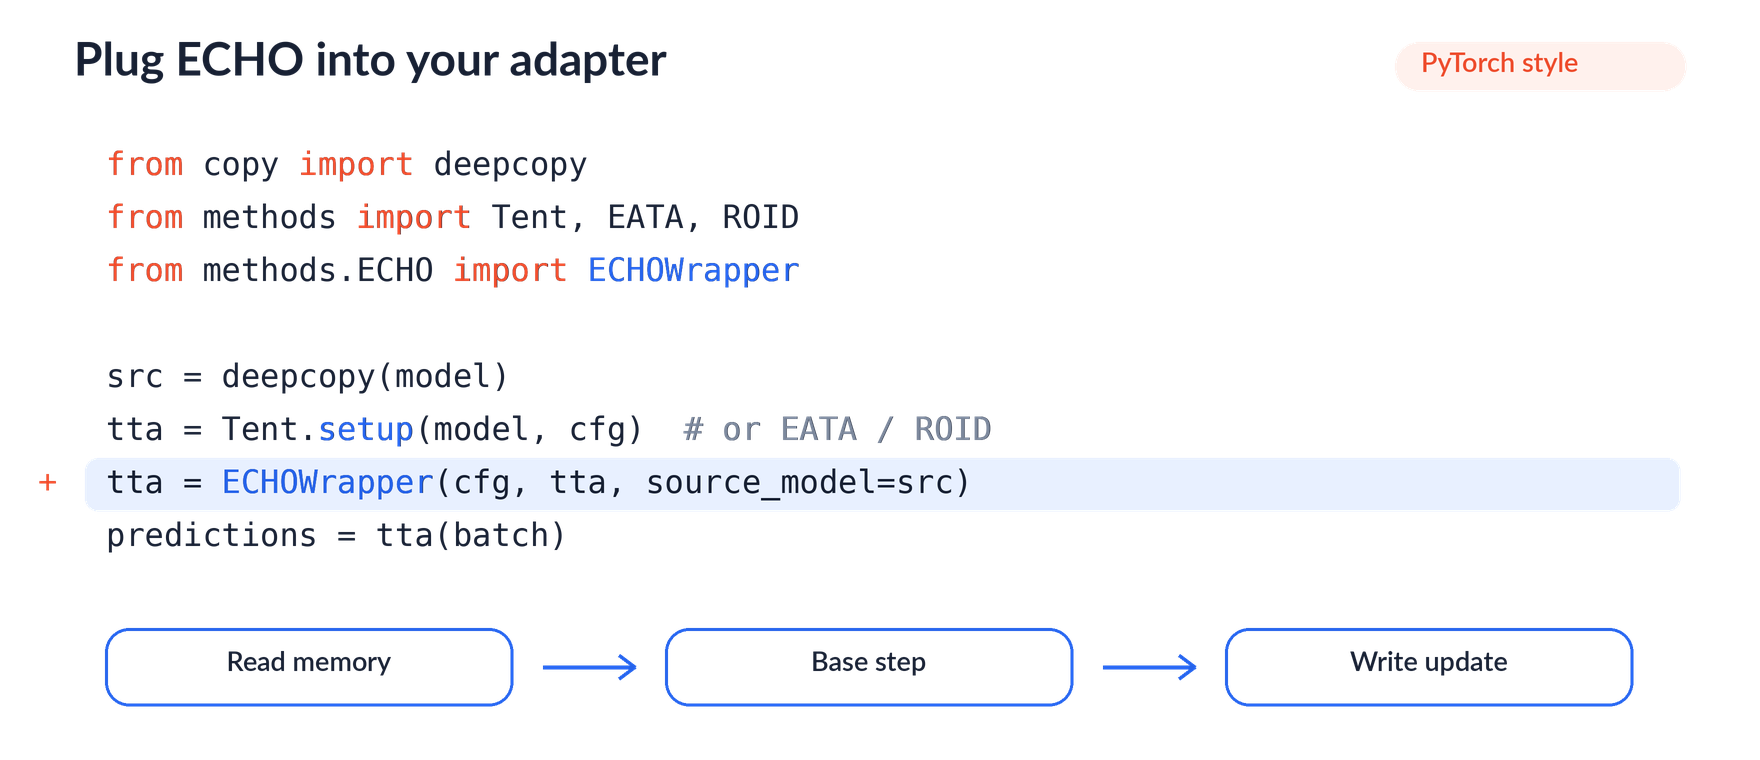 Plug ECHO into your adapter
PyTorch style
from copy import deepcopy
from methods import Tent, EATA, ROID
from methods.ECHO import ECHOWrapper
src = deepcopy(model)
tta = Tent.setup(model, cfg)  # or EATA / ROID
+ tta = ECHOWrapper(cfg, tta, source_model=src)
predictions = tta(batch)
Read memory
Base step
Write update